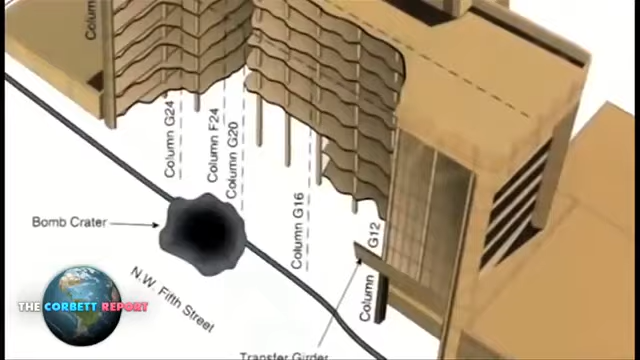 Column
Column G24
Column F24
Column G20
Column G16
G12
Column
Bomb Crater
N.W. Fifth Street
Transfer Girder
THE CORBETT REPORT